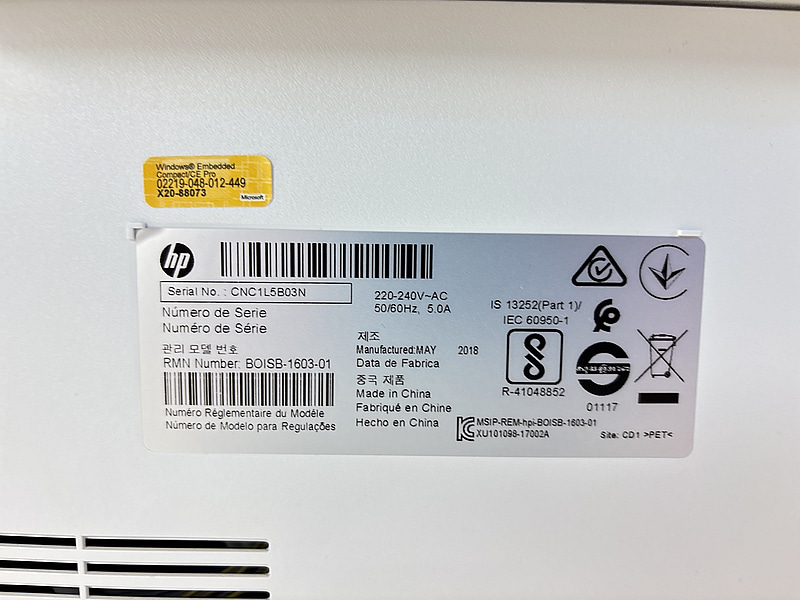 Windows® Embedded
Compact/CE Pro
02219-048-012-449
X20-88073
Microsoft
hp
Serial No. : CNC1L5B03N
Número de Serie
Numéro de Série
관리 모델 번호
RMN Number: BOISB-1603-01
Numéro Règlementaire du Modèle
Número de Modelo para Regulações
220-240V~AC
50/60Hz, 5.0A
제조
Manufactured:MAY 2018
Data de Fabrica
중국 제품
Made in China
Fabriqué en Chine
Hecho en China
IS 13252(Part 1)/
IEC 60950-1
R-41048852
01117
MSIP-REM-hpi-BOISB-1603-01
XU101098-17002A
Site: CD1 >PET<